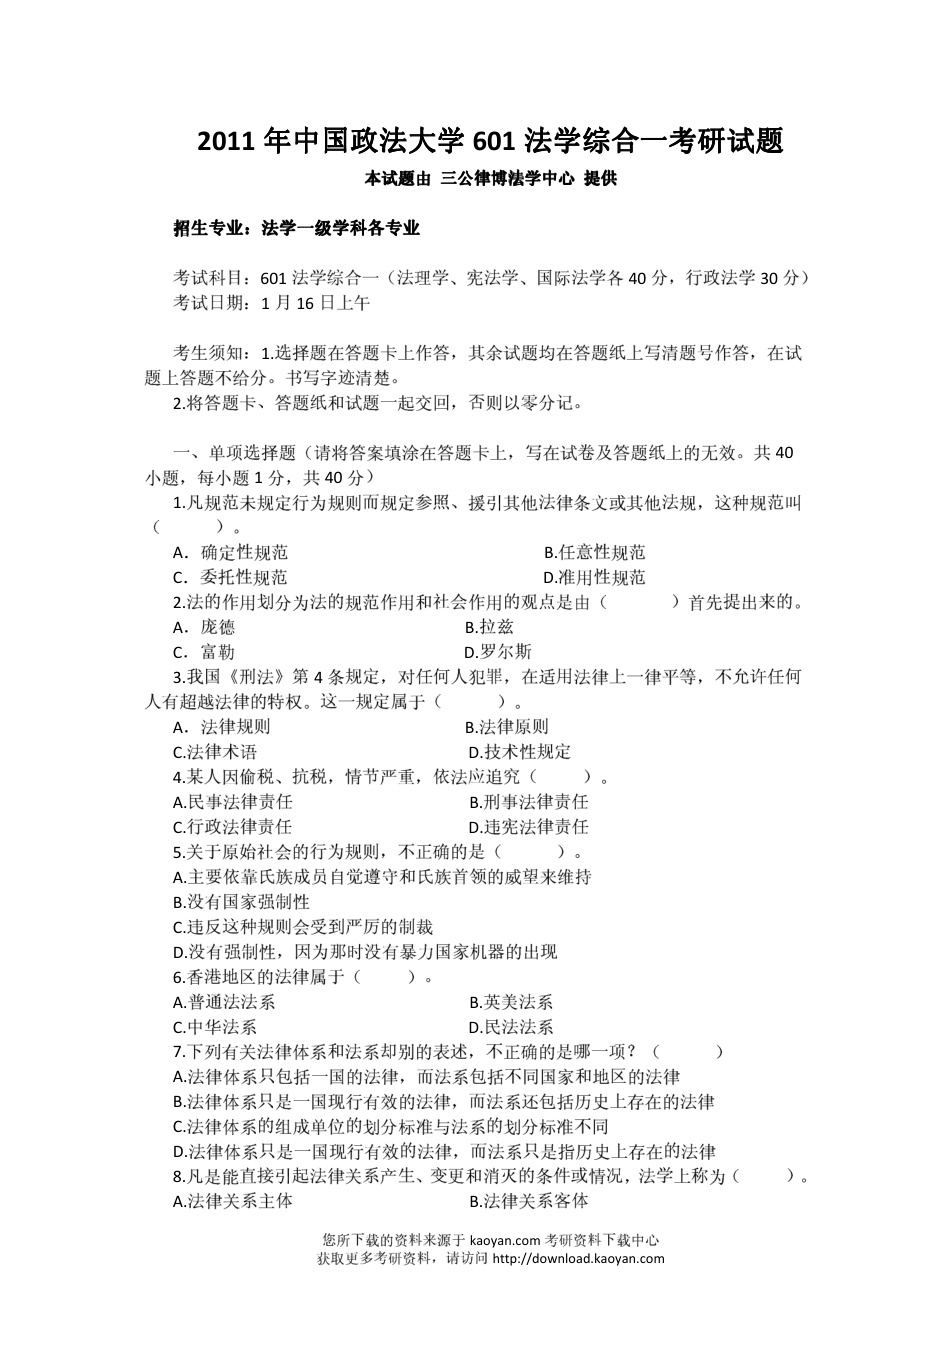 2011 年中国政法大学 601 法学综合一考研试题
本试题由 三公律博法学中心 提供
招生专业：法学一级学科各专业
考试科目：601 法学综合一（法理学、宪法学、国际法学各 40 分，行政法学 30 分）
考试日期：1 月 16 日上午
考生须知：1.选择题在答题卡上作答，其余试题均在答题纸上写清题号作答，在试
题上答题不给分。书写字迹清楚。
2.将答题卡、答题纸和试题一起交回，否则以零分记。
一、单项选择题（请将答案填涂在答题卡上，写在试卷及答题纸上的无效。共 40
小题，每小题 1 分，共 40 分）
1.凡规范未规定行为规则而规定参照、援引其他法律条文或其他法规，这种规范叫
（ ）。
A．确定性规范 B.任意性规范
C．委托性规范 D.准用性规范
2.法的作用划分为法的规范作用和社会作用的观点是由（ ）首先提出来的。
A．庞德 B.拉兹
C．富勒 D.罗尔斯
3.我国《刑法》第 4 条规定，对任何人犯罪，在适用法律上一律平等，不允许任何
人有超越法律的特权。这一规定属于（ ）。
A．法律规则 B.法律原则
C.法律术语 D.技术性规定
4.某人因偷税、抗税，情节严重，依法应追究（ ）。
A.民事法律责任 B.刑事法律责任
C.行政法律责任 D.违宪法律责任
5.关于原始社会的行为规则，不正确的是（ ）。
A.主要依靠氏族成员自觉遵守和氏族首领的威望来维持
B.没有国家强制性
C.违反这种规则会受到严厉的制裁
D.没有强制性，因为那时没有暴力国家机器的出现
6.香港地区的法律属于（ ）。
A.普通法法系 B.英美法系
C.中华法系 D.民法法系
7.下列有关法律体系和法系却别的表述，不正确的是哪一项？（ ）
A.法律体系只包括一国的法律，而法系包括不同国家和地区的法律
B.法律体系只是一国现行有效的法律，而法系还包括历史上存在的法律
C.法律体系的组成单位的划分标准与法系的划分标准不同
D.法律体系只是一国现行有效的法律，而法系只是指历史上存在的法律
8.凡是能直接引起法律关系产生、变更和消灭的条件或情况，法学上称为（ ）。
A.法律关系主体 B.法律关系客体
您所下载的资料来源于 kaoyan.com 考研资料下载中心
获取更多考研资料，请访问 http://download.kaoyan.com